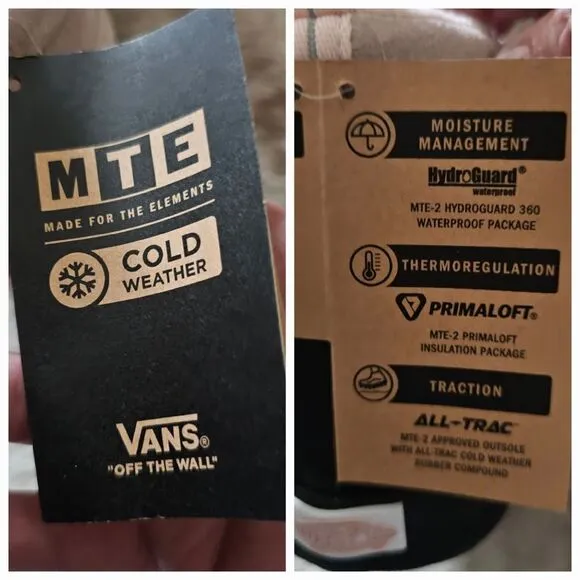 MTE
MADE FOR THE ELEMENTS
COLD
WEATHER
VANS®
"OFF THE WALL"
MOISTURE
MANAGEMENT
HydroGuard®
waterproof
MTE-2 HYDROGUARD 360
WATERPROOF PACKAGE
THERMOREGULATION
PRIMALOFT®
MTE-2 PRIMALOFT
INSULATION PACKAGE
TRACTION
ALL-TRAC™
MTE-2 APPROVED OUTSOLE
WITH ALL-TRAC COLD WEATHER
RUBBER COMPOUND